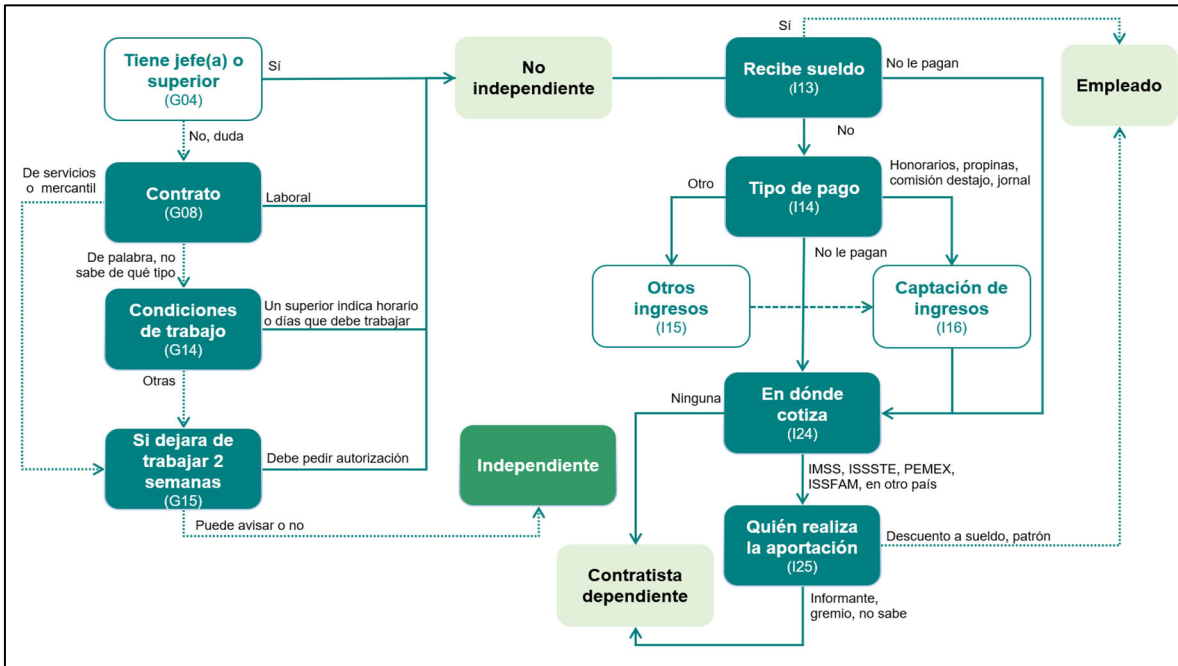 Tiene jefe(a) o
superior
(G04)
Sí
No, duda
De servicios
o mercantil
Contrato
(G08)
Laboral
De palabra, no
sabe de qué tipo
Condiciones
de trabajo
(G14)
Un superior indica horario
o días que debe trabajar
Otras
Si dejara de
trabajar 2
semanas
(G15)
Debe pedir autorización
Puede avisar o no
No
independiente
Independiente
Sí
Recibe sueldo
(I13)
No le pagan
Empleado
No
Tipo de pago
(I14)
Otro
Honorarios, propinas,
comisión destajo, jornal
No le pagan
Otros
ingresos
(I15)
Captación de
ingresos
(I16)
En dónde
cotiza
(I24)
Ninguna
IMSS, ISSSTE, PEMEX,
ISSFAM, en otro país
Quién realiza
la aportación
(I25)
Descuento a sueldo, patrón
Informante,
gremio, no sabe
Contratista
dependiente